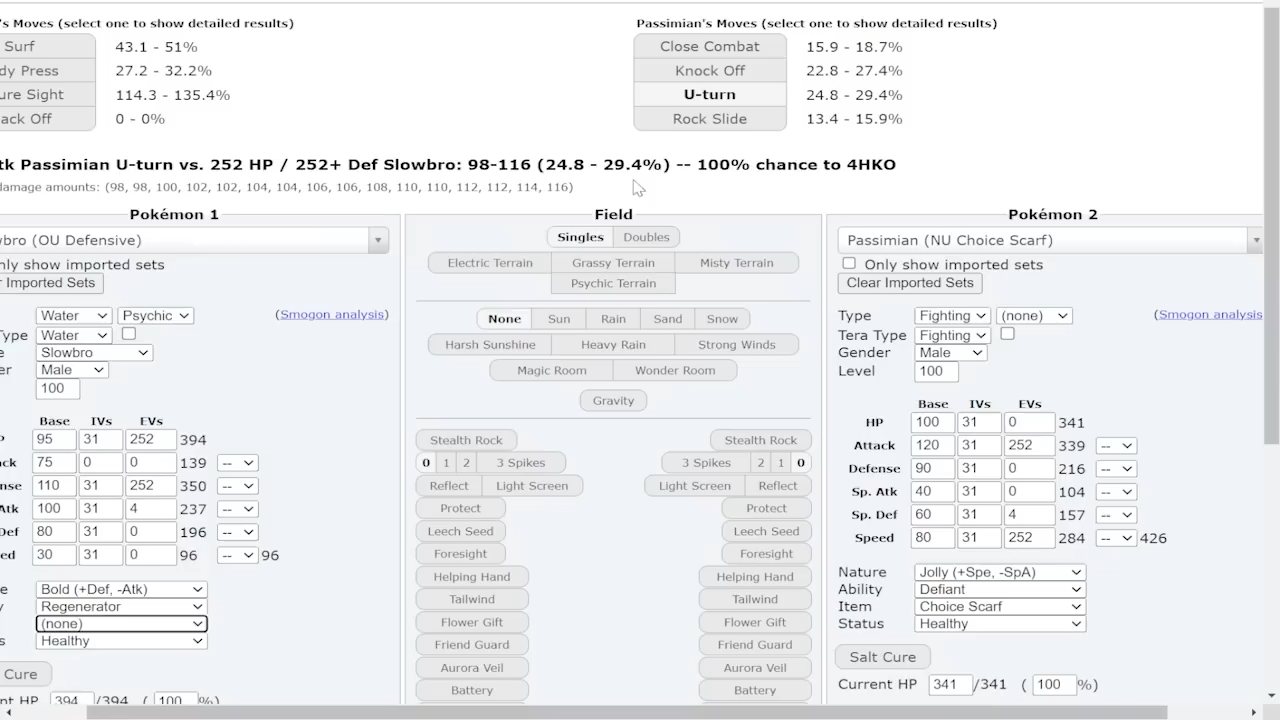 's Moves (select one to show detailed results)
Surf 43.1 - 51%
dy Press 27.2 - 32.2%
ure Sight 114.3 - 135.4%
ack Off 0 - 0%
Passimian's Moves (select one to show detailed results)
Close Combat 15.9 - 18.7%
Knock Off 22.8 - 27.4%
U-turn 24.8 - 29.4%
Rock Slide 13.4 - 15.9%
tk Passimian U-turn vs. 252 HP / 252+ Def Slowbro: 98-116 (24.8 - 29.4%) -- 100% chance to 4HKO
damage amounts: (98, 98, 100, 102, 102, 104, 104, 106, 106, 108, 110, 110, 112, 112, 114, 116)
Pokémon 1
wbro (OU Defensive)
nly show imported sets
r Imported Sets
Water Psychic (Smogon analysis)
Type Water
e Slowbro
er Male
100
Base IVs EVs
P 95 31 252 394
ck 75 0 0 139 --
nse 110 31 252 350 --
Atk 100 31 4 237 --
Def 80 31 0 196 --
ed 30 31 0 96 -- 96
e Bold (+Def, -Atk)
y Regenerator
(none)
s Healthy
Cure
nt HP 394 /394 ( 100 %)
Field
Singles Doubles
Electric Terrain Grassy Terrain Misty Terrain
Psychic Terrain
None Sun Rain Sand Snow
Harsh Sunshine Heavy Rain Strong Winds
Magic Room Wonder Room
Gravity
Stealth Rock Stealth Rock
0 1 2 3 Spikes 3 Spikes 2 1 0
Reflect Light Screen Light Screen Reflect
Protect Protect
Leech Seed Leech Seed
Foresight Foresight
Helping Hand Helping Hand
Tailwind Tailwind
Flower Gift Flower Gift
Friend Guard Friend Guard
Aurora Veil Aurora Veil
Battery Battery
Pokémon 2
Passimian (NU Choice Scarf)
Only show imported sets
Clear Imported Sets
Type Fighting (none) (Smogon analysis
Tera Type Fighting
Gender Male
Level 100
Base IVs EVs
HP 100 31 0 341
Attack 120 31 252 339 --
Defense 90 31 0 216 --
Sp. Atk 40 31 0 104 --
Sp. Def 60 31 4 157 --
Speed 80 31 252 284 -- 426
Nature Jolly (+Spe, -SpA)
Ability Defiant
Item Choice Scarf
Status Healthy
Salt Cure
Current HP 341 /341 ( 100 %)